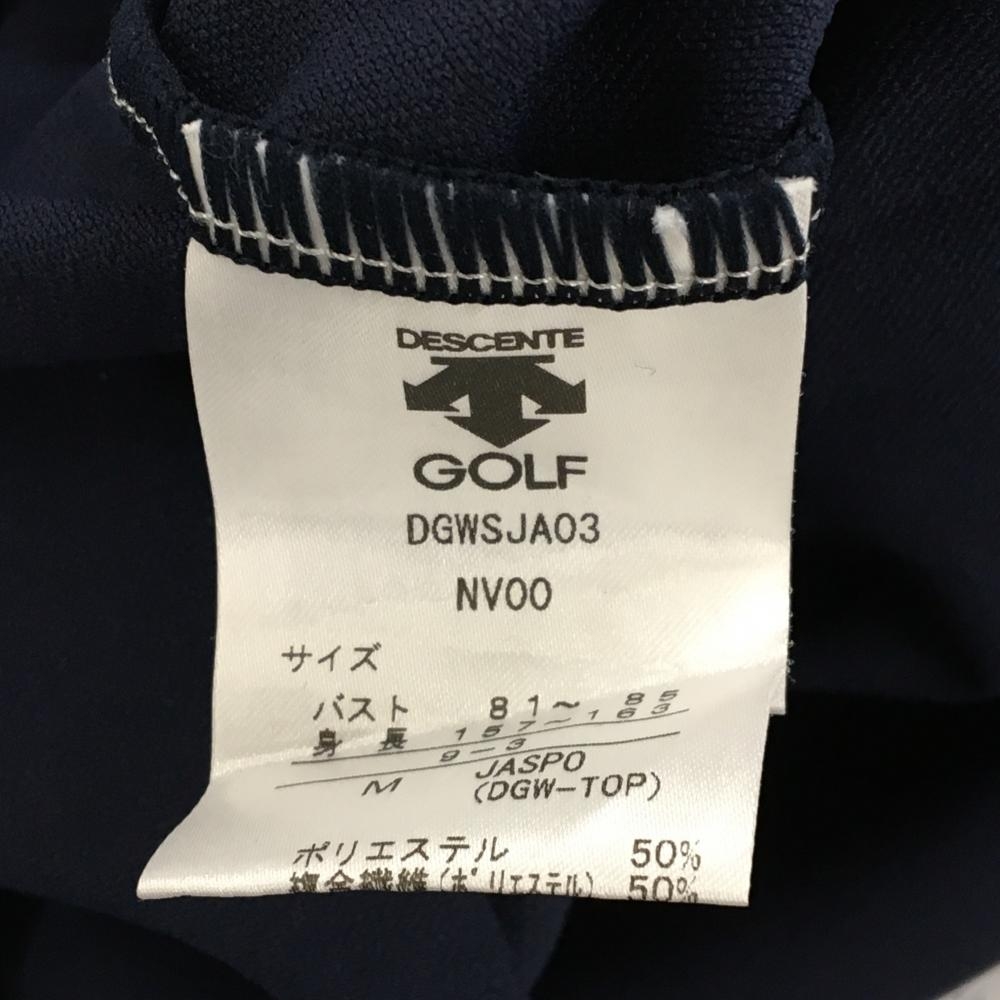 DESCENTE
GOLF
DGWSJA03
NV00
サイズ
バスト 81～85
身長 157～163
9-3
M JASPO
(DGW-TOP)
ポリエステル 50%
複合繊維(ポリエステル) 50%